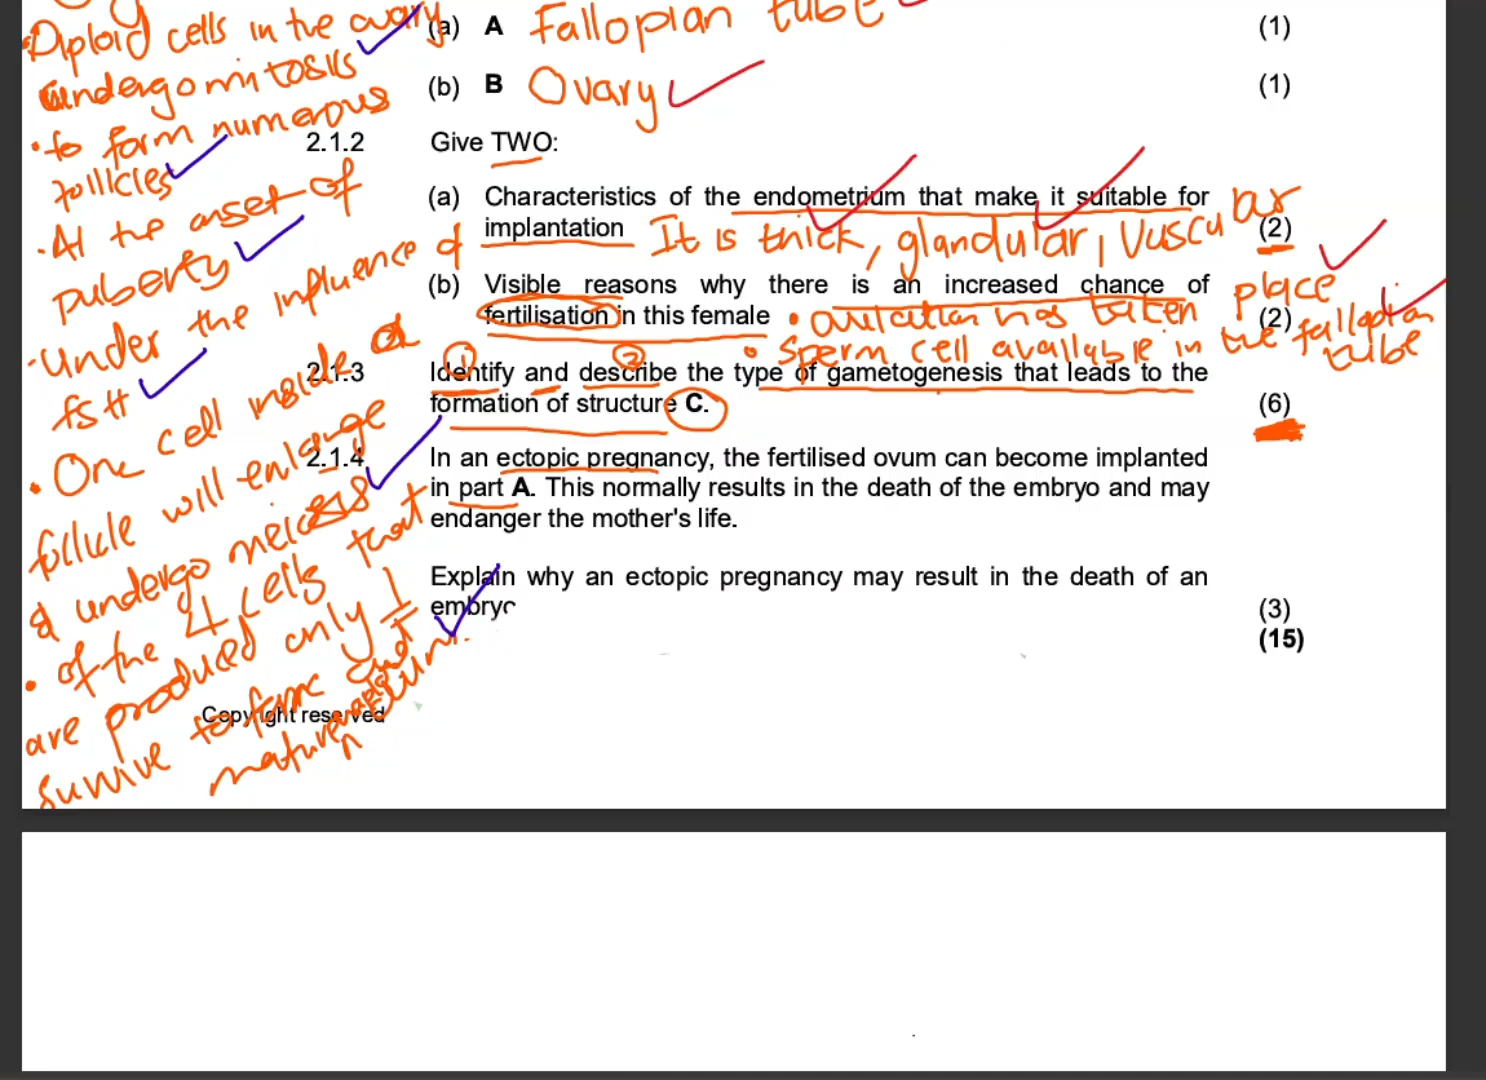 (a) A Fallopian tube (1)
(b) B Ovary (1)
2.1.2 Give TWO:
(a) Characteristics of the endometrium that make it suitable for
implantation It is thick, glandular, Vuscular (2)
(b) Visible reasons why there is an increased chance of
fertilisation in this female (2)
• has taken place
• sperm cell available in the fallopian
tube
2.1.3 Identify and describe the type of gametogenesis that leads to the
① ②
formation of structure C. (6)
2.1.4 In an ectopic pregnancy, the fertilised ovum can become implanted
in part A. This normally results in the death of the embryo and may
endanger the mother's life.
Explain why an ectopic pregnancy may result in the death of an
embryo (3)
(15)
Copyright reserved
• Diploid cells in the ovary
undergo mitosis
• to form numerous
follicles
• At the onset of
puberty
• under the influence of
FSH
• One cell inside a
follicle will enlarge
& undergo meiosis
• of the 4 cells that
are produced only 1
survive to form
mature